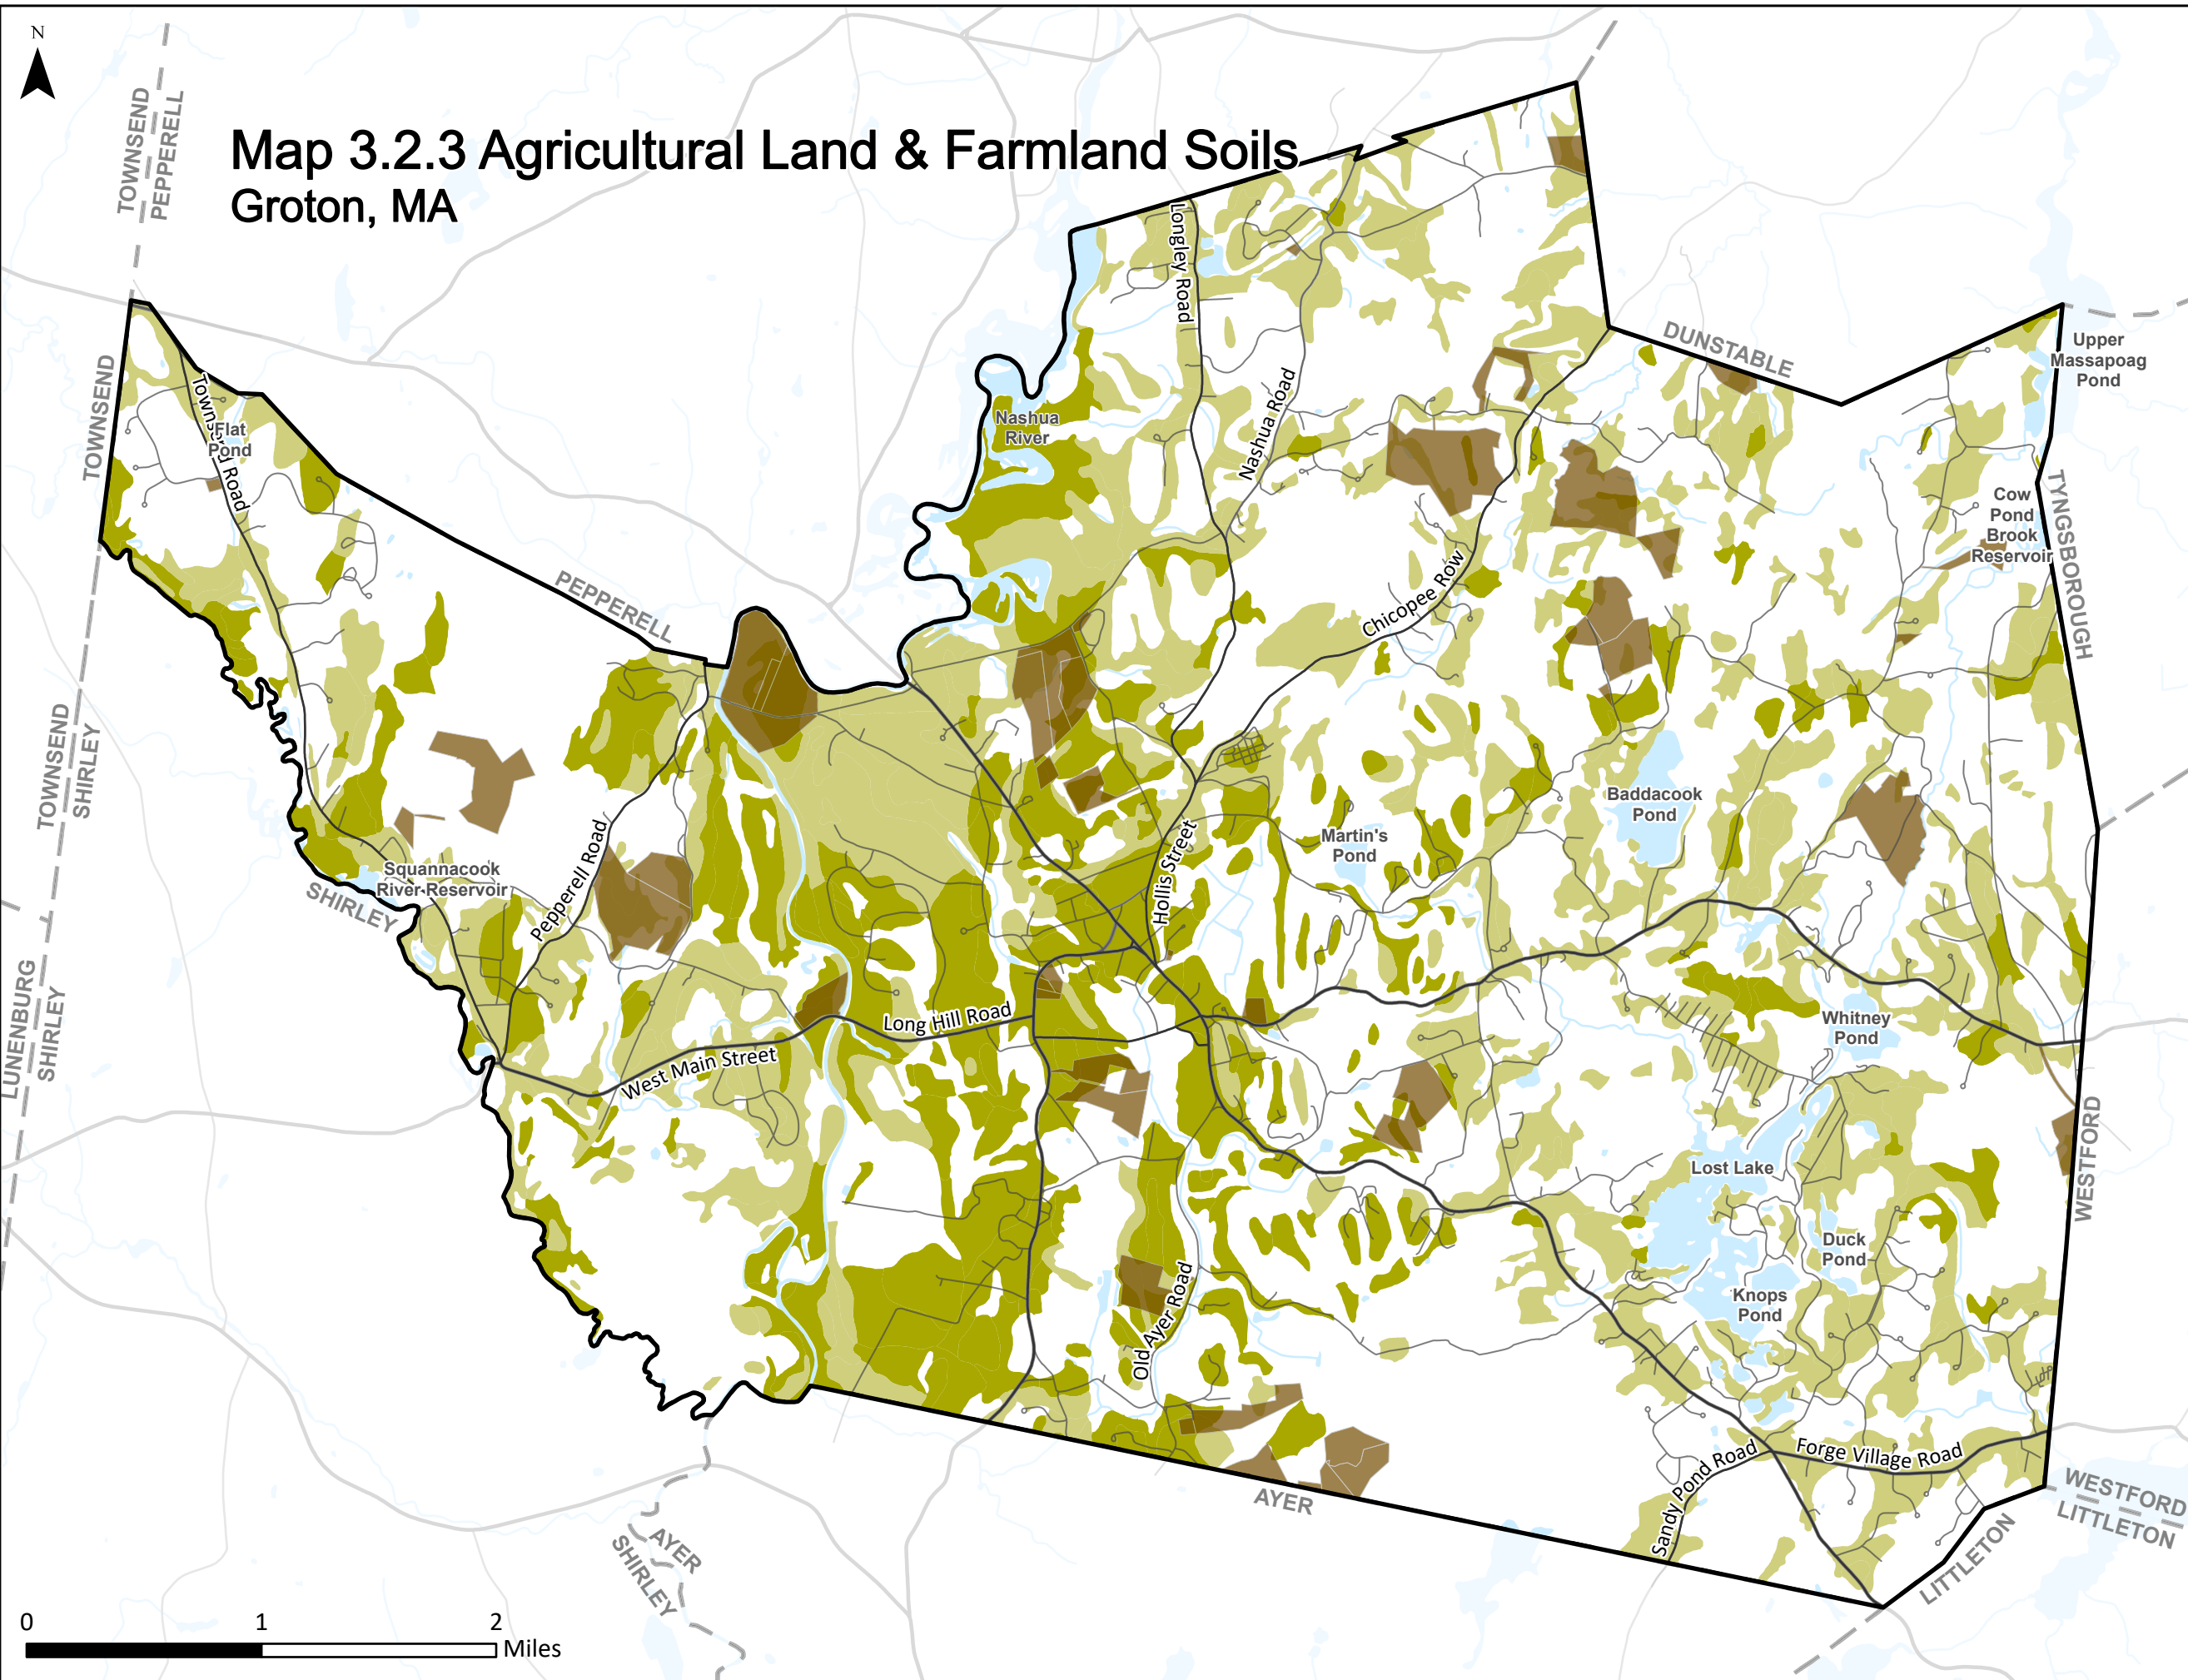 N
Map 3.2.3 Agricultural Land & Farmland Soils
Groton, MA
TOWNSEND
PEPPERELL
Longley Road
DUNSTABLE
Upper
Massapoag
Pond
TOWNSEND
Townsend Road
Flat
Pond
Nashua
River
Nashua Road
Cow
Pond
Brook
Reservoir
TYNGSBOROUGH
PEPPERELL
Chicopee Row
TOWNSEND
SHIRLEY
Baddacook
Pond
Martin's
Pond
Hollis Street
Pepperell Road
Squannacook
River Reservoir
SHIRLEY
LUNENBURG
SHIRLEY
Long Hill Road
West Main Street
Whitney
Pond
WESTFORD
Lost Lake
Duck
Pond
Knops
Pond
Old Ayer Road
Forge Village Road
Sandy Pond Road
AYER
WESTFORD
LITTLETON
LITTLETON
AYER
SHIRLEY
0 1 2
Miles